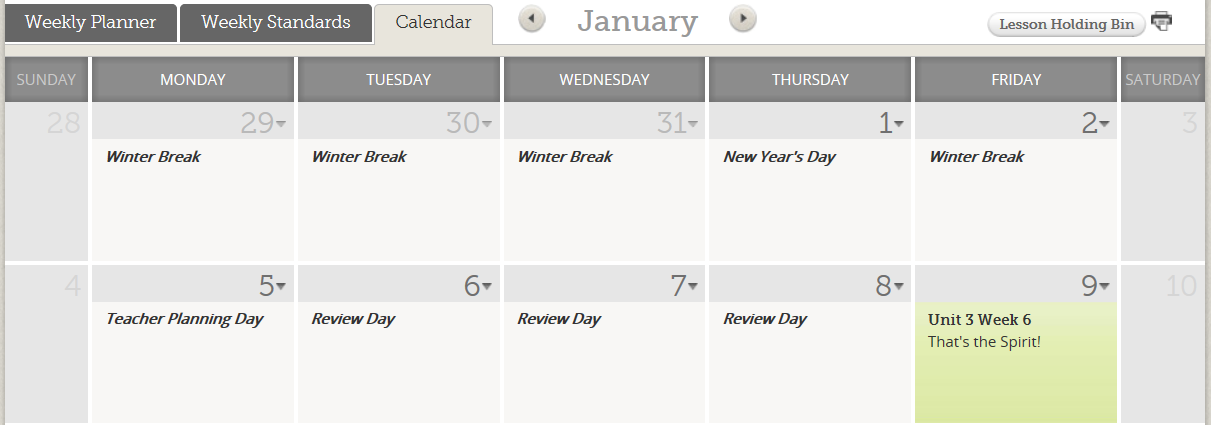 Weekly Planner Weekly Standards Calendar January Lesson Holding Bin
SUNDAY MONDAY TUESDAY WEDNESDAY THURSDAY FRIDAY SATURDAY
28 29 30 31 1 2 3
Winter Break Winter Break Winter Break New Year's Day Winter Break
4 5 6 7 8 9 10
Teacher Planning Day Review Day Review Day Review Day Unit 3 Week 6
That's the Spirit!